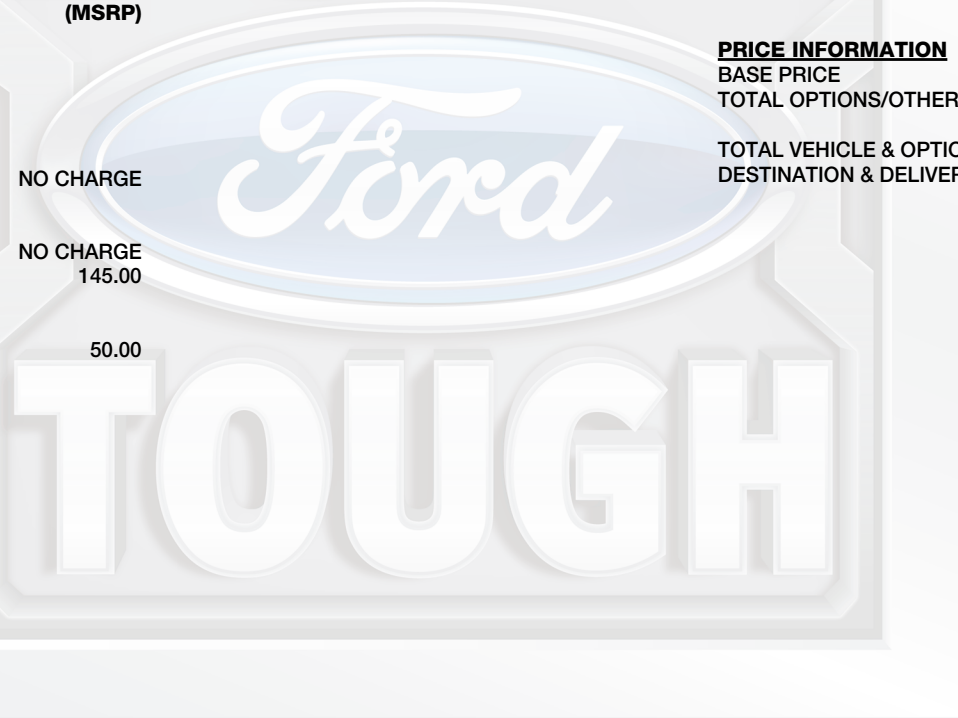 (MSRP)
NO CHARGE
NO CHARGE
145.00
50.00
PRICE INFORMATION
BASE PRICE
TOTAL OPTIONS/OTHER
TOTAL VEHICLE & OPTIO
DESTINATION & DELIVER
Ford
TOUGH